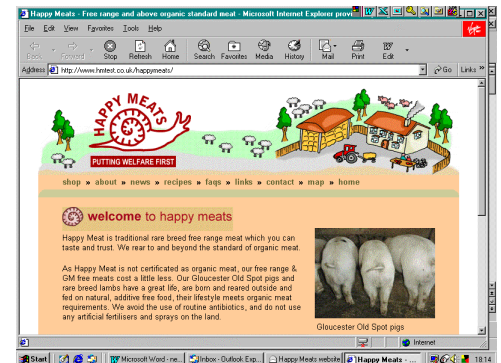 Happy Meats - Free range and above organic standard meat - Microsoft Internet Explorer provi
File Edit View Favorites Tools Help
Back Forward Stop Refresh Home Search Favorites Media History Mail Print Edit
Address http://www.hmtest.co.uk/happymeats/ Go Links »
HAPPY MEATS
PUTTING WELFARE FIRST
shop » about » news » recipes » faqs » links » contact » map » home
welcome to happy meats
Happy Meat is traditional rare breed free range meat which you can
taste and trust. We rear to and beyond the standard of organic meat.
As Happy Meat is not certificated as organic meat, our free range &
GM free meats cost a little less. Our Gloucester Old Spot pigs and
rare breed lambs have a great life, are born and reared outside and
fed on natural, additive free food, their lifestyle meets organic meat
requirements. We avoid the use of routine antibiotics, and do not use
any artificial fertilisers and sprays on the land.
Gloucester Old Spot pigs
Internet
Start Microsoft Word - ne... Inbox - Outlook Exp... Happy Meats website Happy Meats - ... 18:14